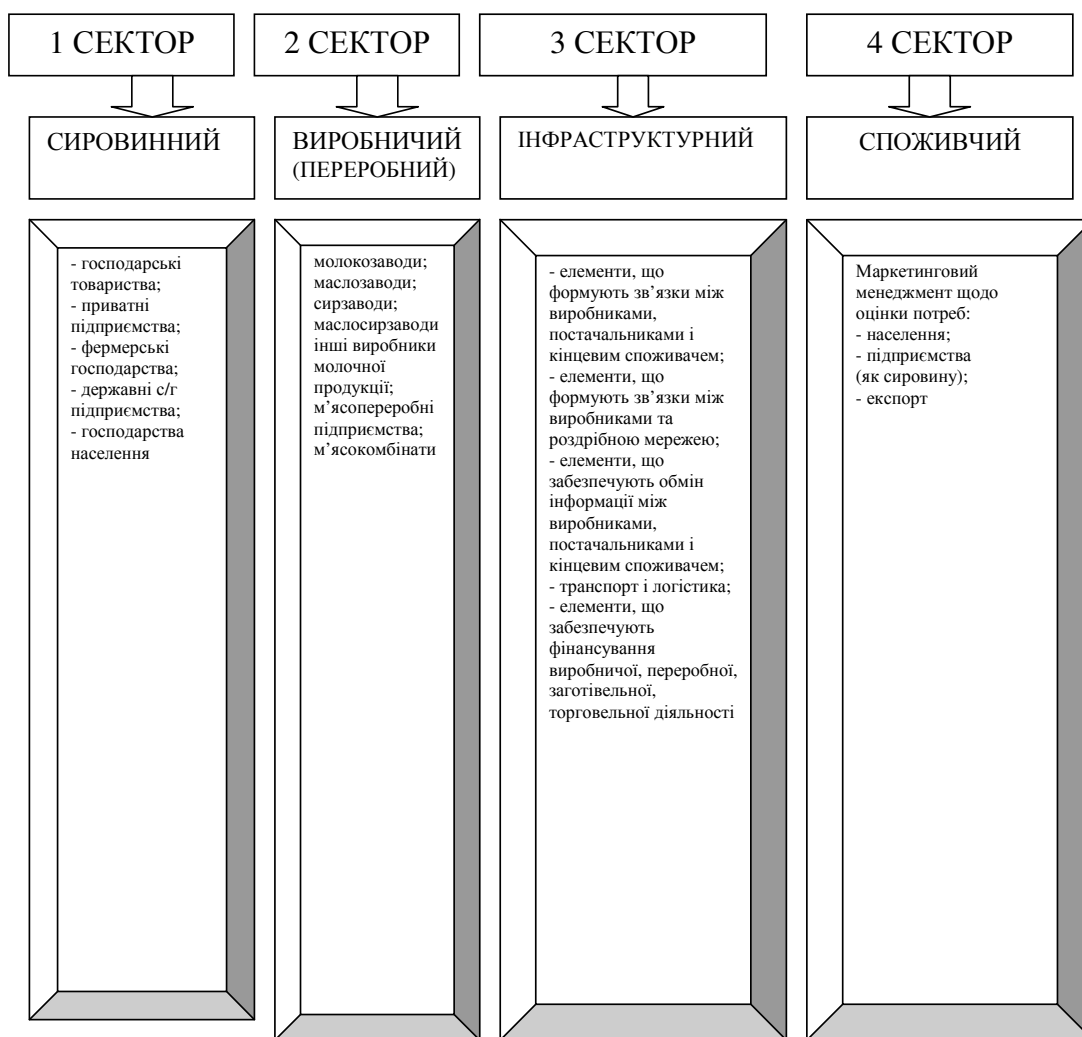 1 СЕКТОР
2 СЕКТОР
3 СЕКТОР
4 СЕКТОР
СИРОВИННИЙ
ВИРОБНИЧИЙ
(ПЕРЕРОБНИЙ)
ІНФРАСТРУКТУРНИЙ
СПОЖИВЧИЙ
- господарські
товариства;
- приватні
підприємства;
- фермерські
господарства;
- державні с/г
підприємства;
- господарства
населення
молокозаводи;
маслозаводи;
сирзаводи;
маслосирзаводи
інші виробники
молочної
продукції;
м’ясопереробні
підприємства;
м’ясокомбінати
- елементи, що
формують зв’язки між
виробниками,
постачальниками і
кінцевим споживачем;
- елементи, що
формують зв’язки між
виробниками та
роздрібною мережею;
- елементи, що
забезпечують обмін
інформації між
виробниками,
постачальниками і
кінцевим споживачем;
- транспорт і логістика;
- елементи, що
забезпечують
фінансування
виробничої, переробної,
заготівельної,
торговельної діяльності
Маркетинговий
менеджмент щодо
оцінки потреб:
- населення;
- підприємства
(як сировину);
- експорт